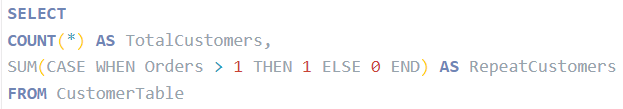 SELECT
COUNT(*) AS TotalCustomers,
SUM(CASE WHEN Orders > 1 THEN 1 ELSE 0 END) AS RepeatCustomers
FROM CustomerTable